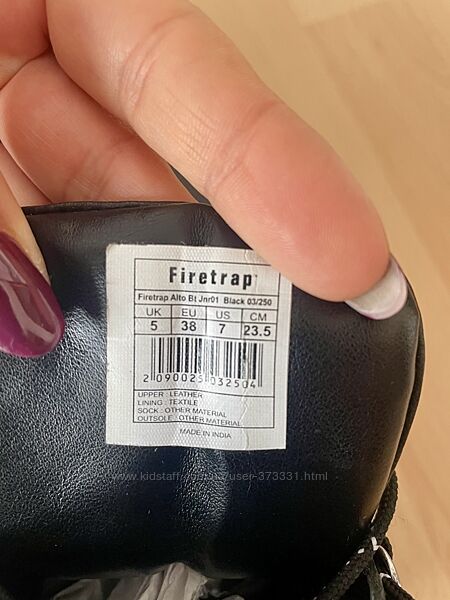 Firetrap
Firetrap Alto Bt Jnr01 Black 03/250
UK EU US CM
5 38 7 23.5
2 090025 032504
UPPER : LEATHER
LINING : TEXTILE
SOCK : OTHER MATERIAL
OUTSOLE : OTHER MATERIAL
MADE IN INDIA